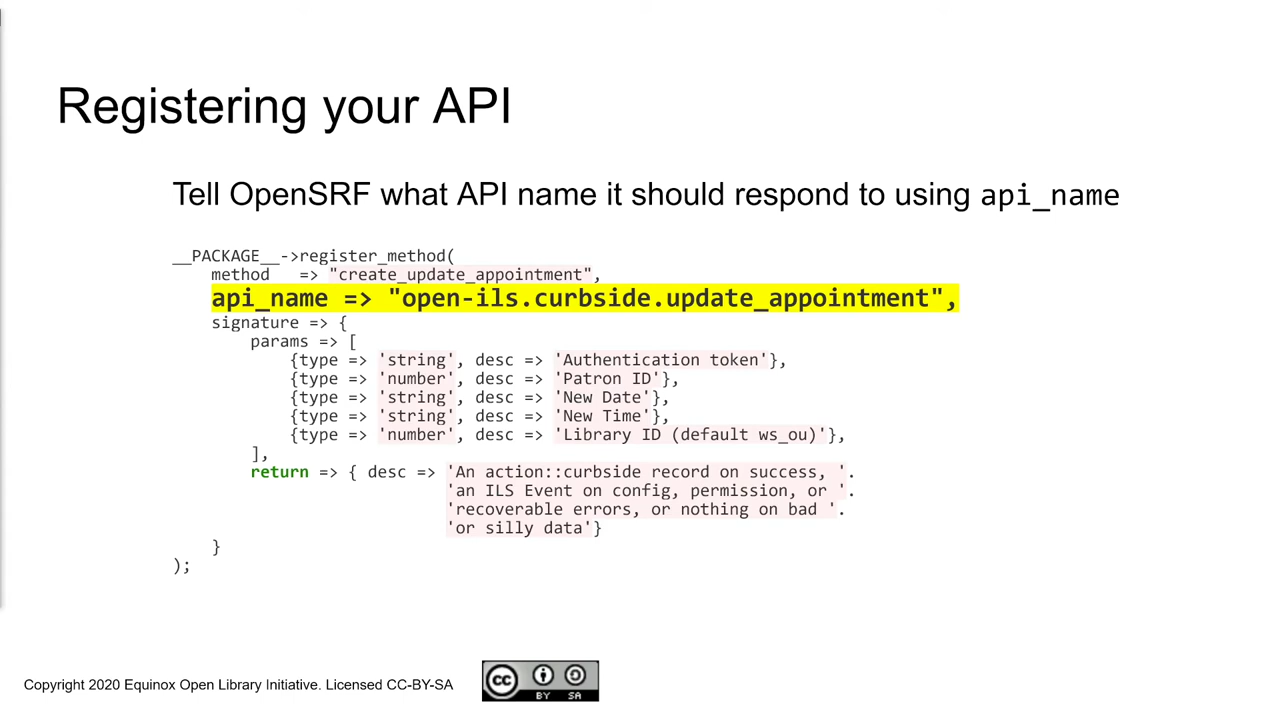 Registering your API
Tell OpenSRF what API name it should respond to using api_name
__PACKAGE__->register_method(
    method   => "create_update_appointment",
    api_name => "open-ils.curbside.update_appointment",
    signature => {
        params => [
            {type => 'string', desc => 'Authentication token'},
            {type => 'number', desc => 'Patron ID'},
            {type => 'string', desc => 'New Date'},
            {type => 'string', desc => 'New Time'},
            {type => 'number', desc => 'Library ID (default ws_ou)'},
        ],
        return => { desc => 'An action::curbside record on success, '.
                            'an ILS Event on config, permission, or '.
                            'recoverable errors, or nothing on bad '.
                            'or silly data'}
    }
);
Copyright 2020 Equinox Open Library Initiative. Licensed CC-BY-SA
cc
BY SA